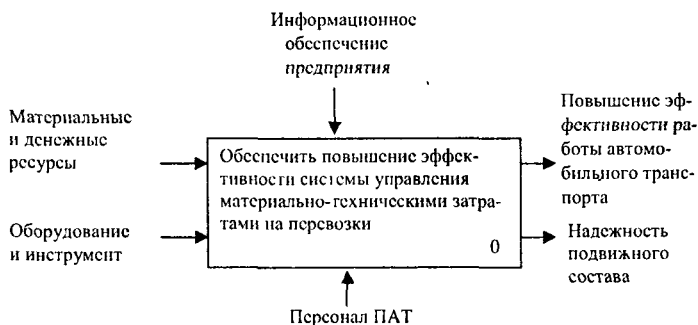 Информационное
обеспечение
предприятия
Материальные
и денежные
ресурсы
Обеспечить повышение эффек-
тивности системы управления
материально-техническими затра-
тами на перевозки
0
Оборудование
и инструмент
Повышение эф-
фективности ра-
боты автомо-
бильного транс-
порта
Надежность
подвижного
состава
Персонал ПАТ